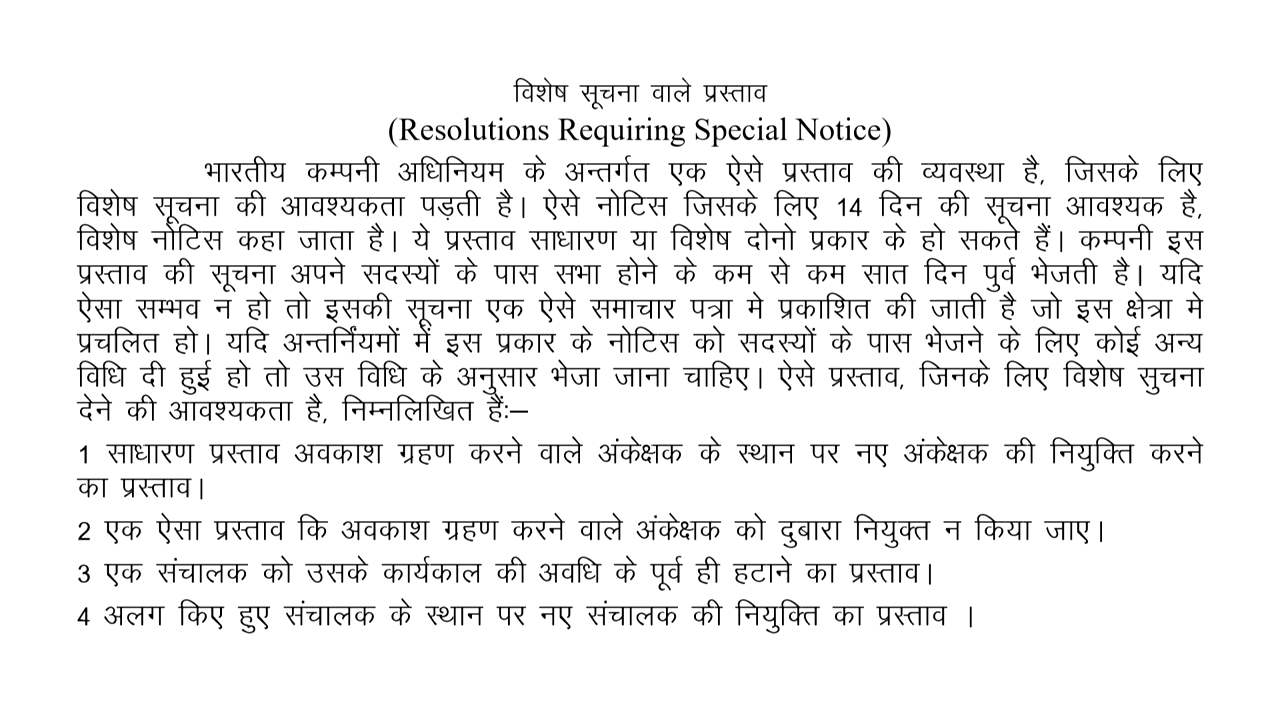 विशेष सूचना वाले प्रस्ताव
(Resolutions Requiring Special Notice)
भारतीय कम्पनी अधिनियम के अन्तर्गत एक ऐसे प्रस्ताव की व्यवस्था है, जिसके लिए
विशेष सूचना की आवश्यकता पड़ती है। ऐसे नोटिस जिसके लिए 14 दिन की सूचना आवश्यक है,
विशेष नोटिस कहा जाता है। ये प्रस्ताव साधारण या विशेष दोनो प्रकार के हो सकते हैं। कम्पनी इस
प्रस्ताव की सूचना अपने सदस्यों के पास सभा होने के कम से कम सात दिन पुर्व भेजती है। यदि
ऐसा सम्भव न हो तो इसकी सूचना एक ऐसे समाचार पत्रा मे प्रकाशित की जाती है जो इस क्षेत्रा मे
प्रचलित हो। यदि अन्तर्निंयमों में इस प्रकार के नोटिस को सदस्यों के पास भेजने के लिए कोई अन्य
विधि दी हुई हो तो उस विधि के अनुसार भेजा जाना चाहिए। ऐसे प्रस्ताव, जिनके लिए विशेष सुचना
देने की आवश्यकता है, निम्नलिखित हैं:–
1 साधारण प्रस्ताव अवकाश ग्रहण करने वाले अंकेक्षक के स्थान पर नए अंकेक्षक की नियुक्ति करने
का प्रस्ताव।
2 एक ऐसा प्रस्ताव कि अवकाश ग्रहण करने वाले अंकेक्षक को दुबारा नियुक्त न किया जाए।
3 एक संचालक को उसके कार्यकाल की अवधि के पूर्व ही हटाने का प्रस्ताव।
4 अलग किए हुए संचालक के स्थान पर नए संचालक की नियुक्ति का प्रस्ताव ।